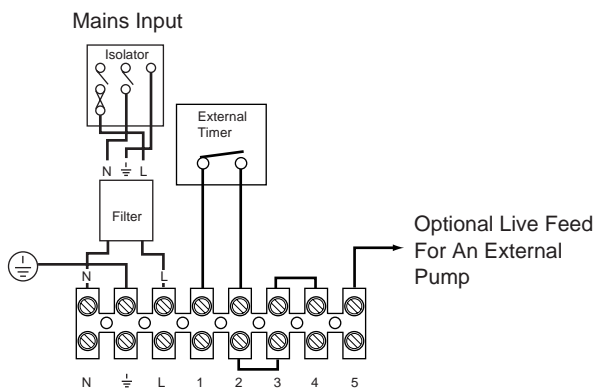 Mains Input
Isolator
External
Timer
N L
Filter
Optional Live Feed
For An External
Pump
N L
N L 1 2 3 4 5